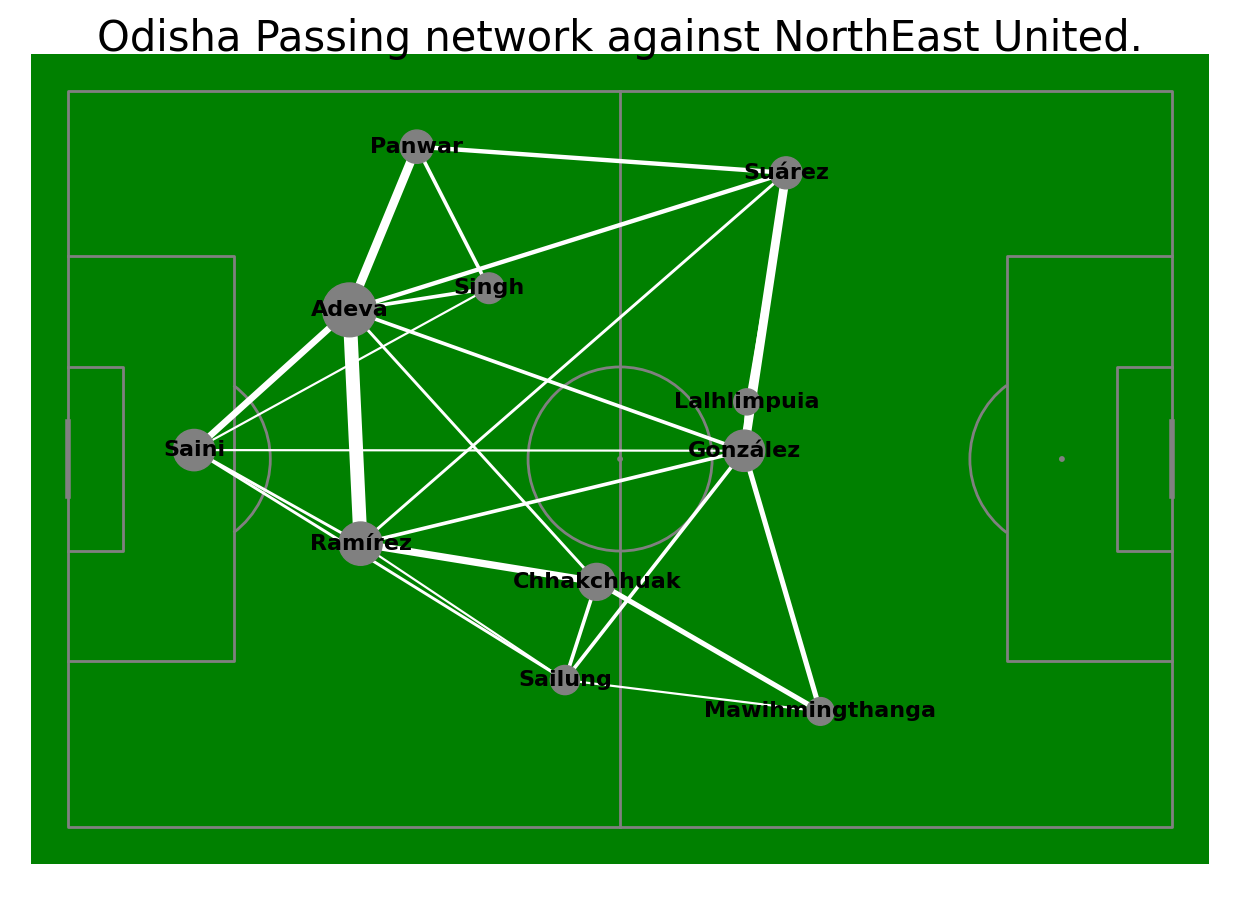 Odisha Passing network against NorthEast United.
Panwar
Suárez
Singh
Adeva
Lalhlimpuia
Saini
González
Ramírez
Chhakchhuak
Sailung
Mawihmingthanga